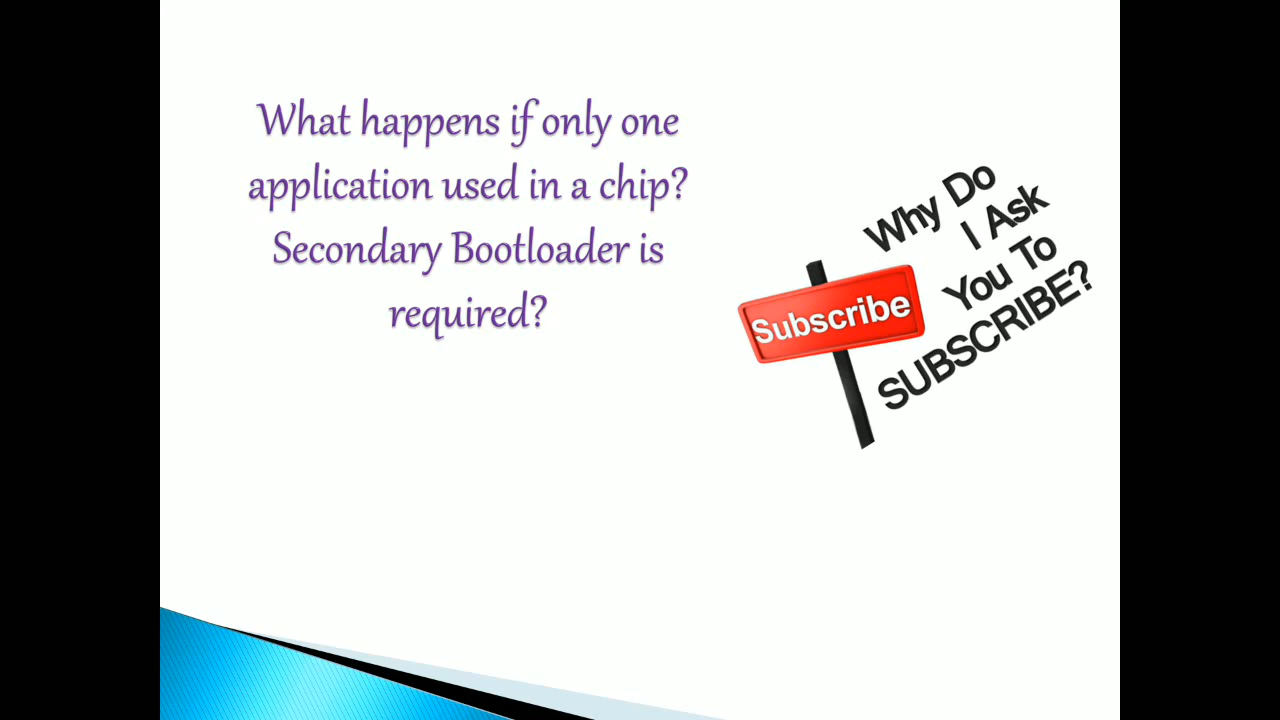 What happens if only one
application used in a chip?
Secondary Bootloader is
required?
Why Do
I Ask
You To
SUBSCRIBE?
Subscribe